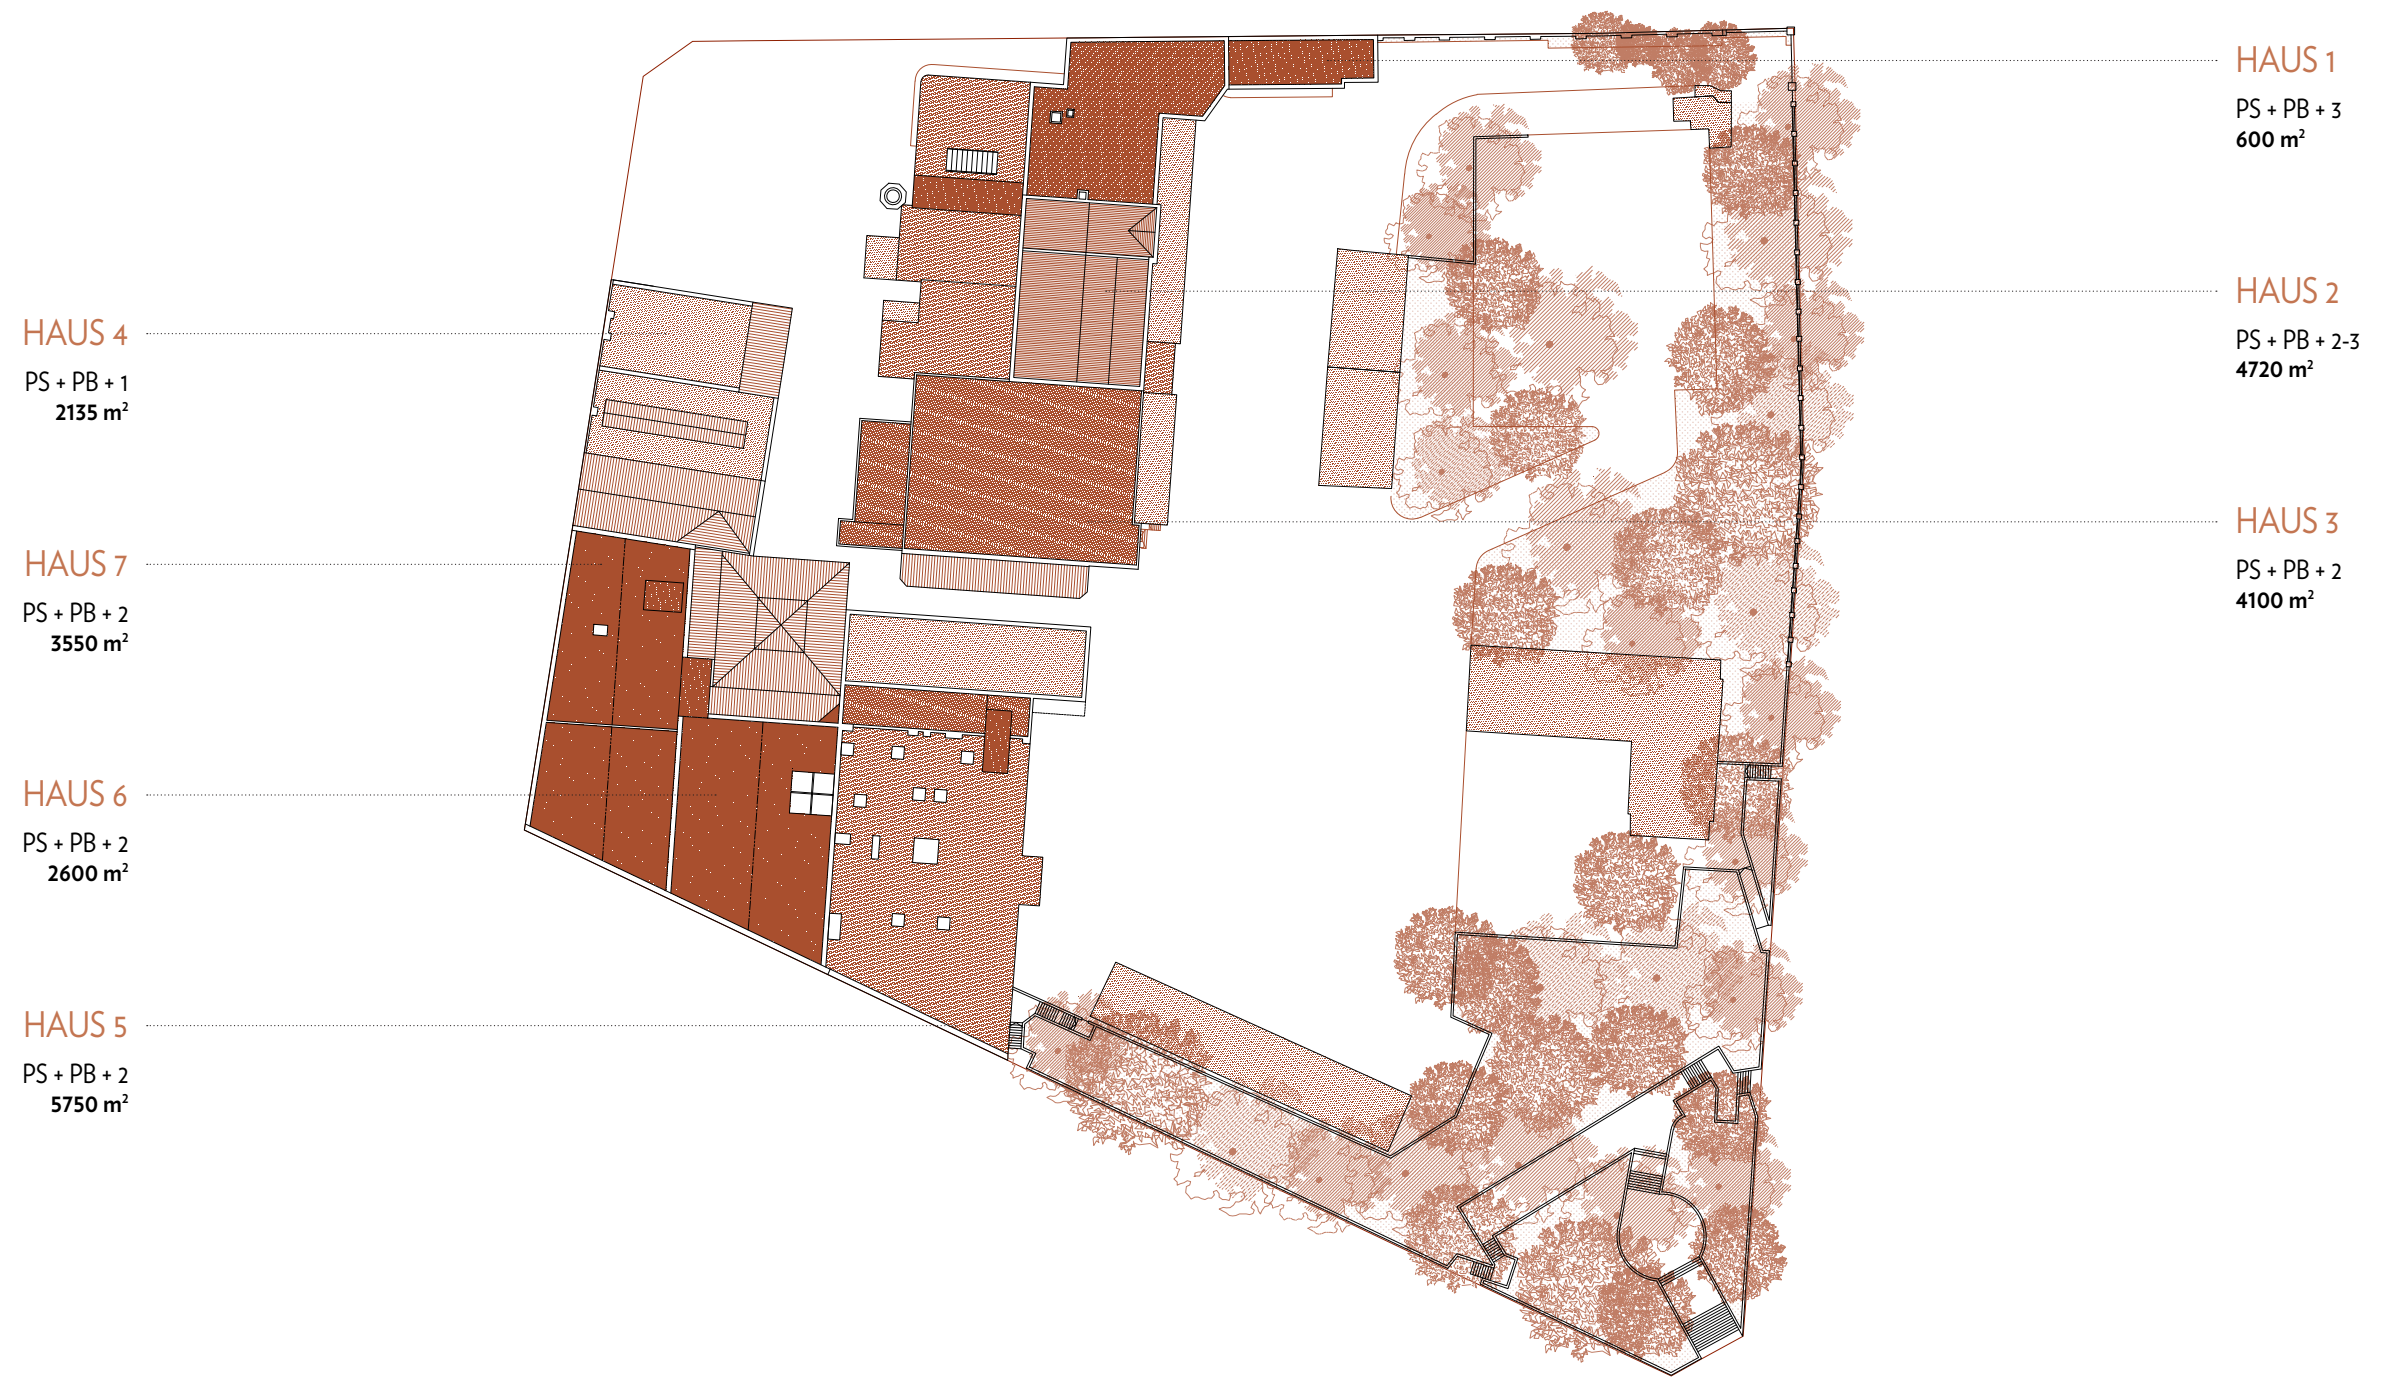 HAUS 4
PS + PB + 1
2135 m²
HAUS 7
PS + PB + 2
3550 m²
HAUS 6
PS + PB + 2
2600 m²
HAUS 5
PS + PB + 2
5750 m²
HAUS 1
PS + PB + 3
600 m²
HAUS 2
PS + PB + 2-3
4720 m²
HAUS 3
PS + PB + 2
4100 m²